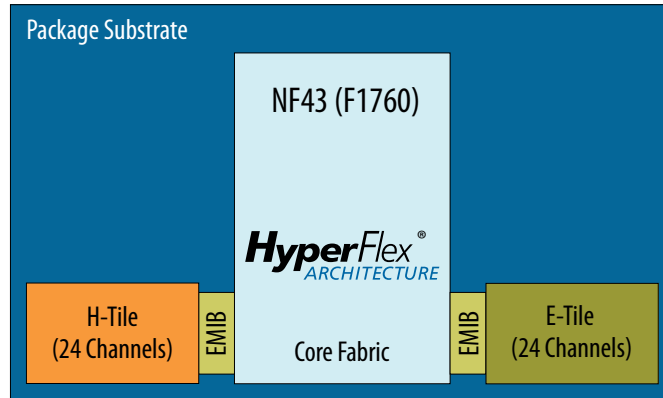 Package Substrate
NF43 (F1760)
HyperFlex®
ARCHITECTURE
H-Tile
(24 Channels)
EMIB
Core Fabric
EMIB
E-Tile
(24 Channels)